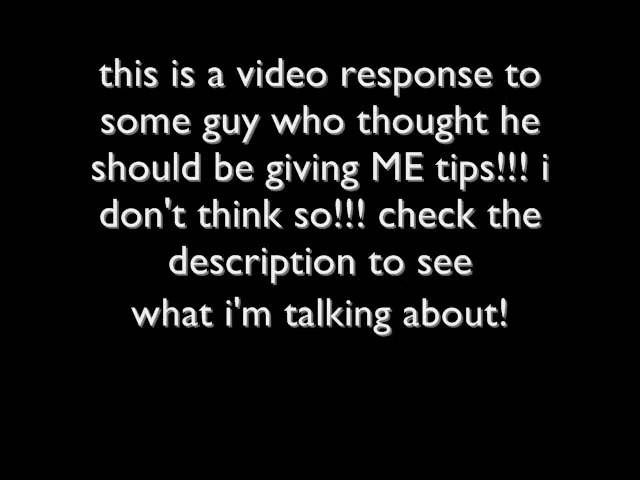 this is a video response to
some guy who thought he
should be giving ME tips!!! i
don't think so!!! check the
description to see
what i'm talking about!